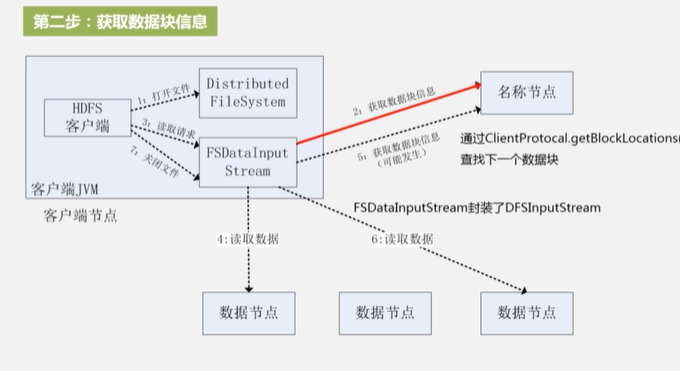 第二步：获取数据块信息
Distributed
FileSystem
1：打开文件
HDFS
客户端
3：读取请求
7：关闭文件
FSDataInput
Stream
客户端JVM
客户端节点
2：获取数据块信息
名称节点
5：获取数据块信息
（可能发生）
通过ClientProtocal.getBlockLocations(
查找下一个数据块
FSDataInputStream封装了DFSInputStream
4:读取数据
6:读取数据
数据节点
数据节点
数据节点